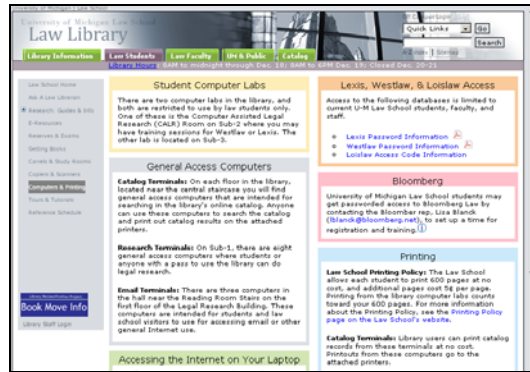 University of Michigan | Law School
University of Michigan Law School
Law Library
Quick Links
Go
Search
A-Z Index | Sitemap
Library Information
Law Students
Law Faculty
UM & Public
Catalog
Library Hours: 8AM to midnight through Dec. 18; 8AM to 6PM Dec 19; Closed Dec. 20-21
Law School Home
Ask A Law Librarian
Research: Guides & Info
E-Resources
Reserves & Exams
Getting Books
Carrels & Study Rooms
Copiers & Scanners
Computers & Printing
Tours & Tutorials
Reference Schedule
Book Move Info
Library Staff Login
Student Computer Labs
There are two computer labs in the library, and
both are restricted to use by law students only.
One of these is the Computer Assisted Legal
Research (CALR) Room on Sub-2 where you may
have training sessions for Westlaw or Lexis. The
other lab is located on Sub-3.
General Access Computers
Catalog Terminals: On each floor in the library,
located near the central staircase you will find
general access computers that are intended for
searching in the library's online catalog. Anyone
can use these computers to search the catalog
and print out catalog results on the attached
printers.
Research Terminals: On Sub-1, there are eight
general access computers where students or
anyone with a pass to use the library can do
legal research.
Email Terminals: There are three computers in
the hall near the Reading Room Stairs on the
first floor of the Legal Research Building. These
computers are intended for students and law
school visitors to use for accessing email or other
general Internet use.
Accessing the Internet on Your Laptop
Lexis, Westlaw, & Loislaw Access
Access to the following databases is limited to
current U-M Law School students, faculty, and
staff.
Lexis Password Information
Westlaw Password Information
Loislaw Access Code Information
Bloomberg
University of Michigan Law School students may
get passworded access to Bloomberg Law by
contacting the Bloomber rep, Lisa Blanck
(lblanck@bloomberg.net), to set up a time for
registration and training.
Printing
Law School Printing Policy: The Law School
allows each student to print 600 pages at no
cost, and additional pages cost 5¢ per page.
Printing from the library computer labs counts
toward your 600 pages. For more information
about the Printing Policy, see the Printing Policy
page on the Law School's website.
Catalog Terminals: Library users can print catalog
records from these terminals at no cost.
Printouts from these computers go to the
attached printers.